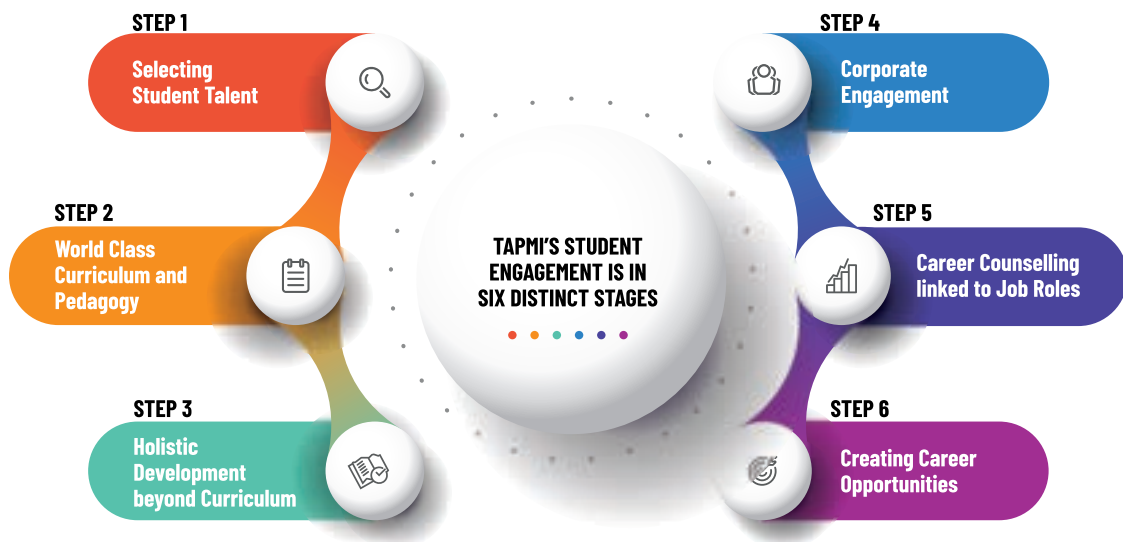 STEP 1
Selecting
Student Talent
STEP 2
World Class
Curriculum and
Pedagogy
STEP 3
Holistic
Development
beyond Curriculum
TAPMI'S STUDENT
ENGAGEMENT IS IN
SIX DISTINCT STAGES
STEP 4
Corporate
Engagement
STEP 5
Career Counselling
linked to Job Roles
STEP 6
Creating Career
Opportunities